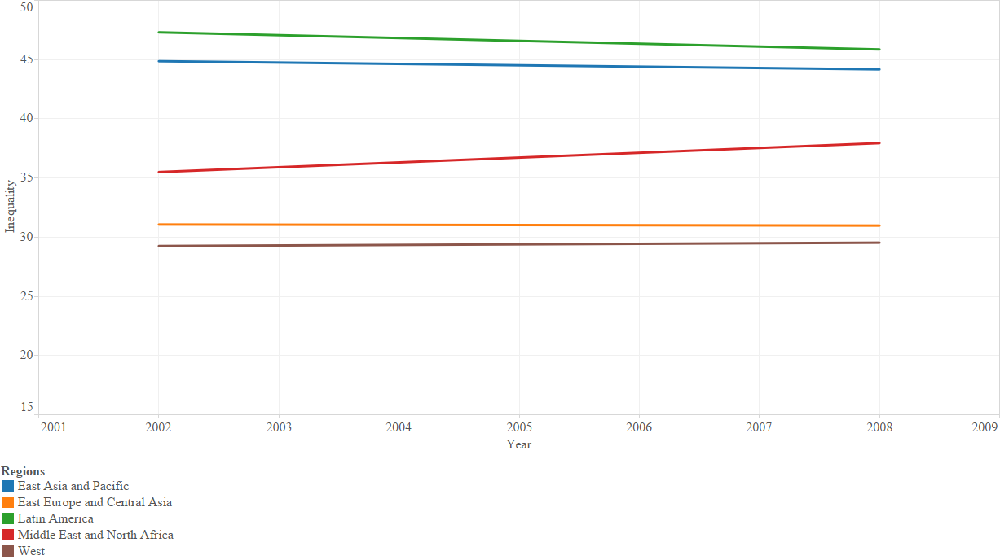 50
45
40
35
30
25
20
15
Inequality
2001 2002 2003 2004 2005 2006 2007 2008 2009
Year
Regions
East Asia and Pacific
East Europe and Central Asia
Latin America
Middle East and North Africa
West